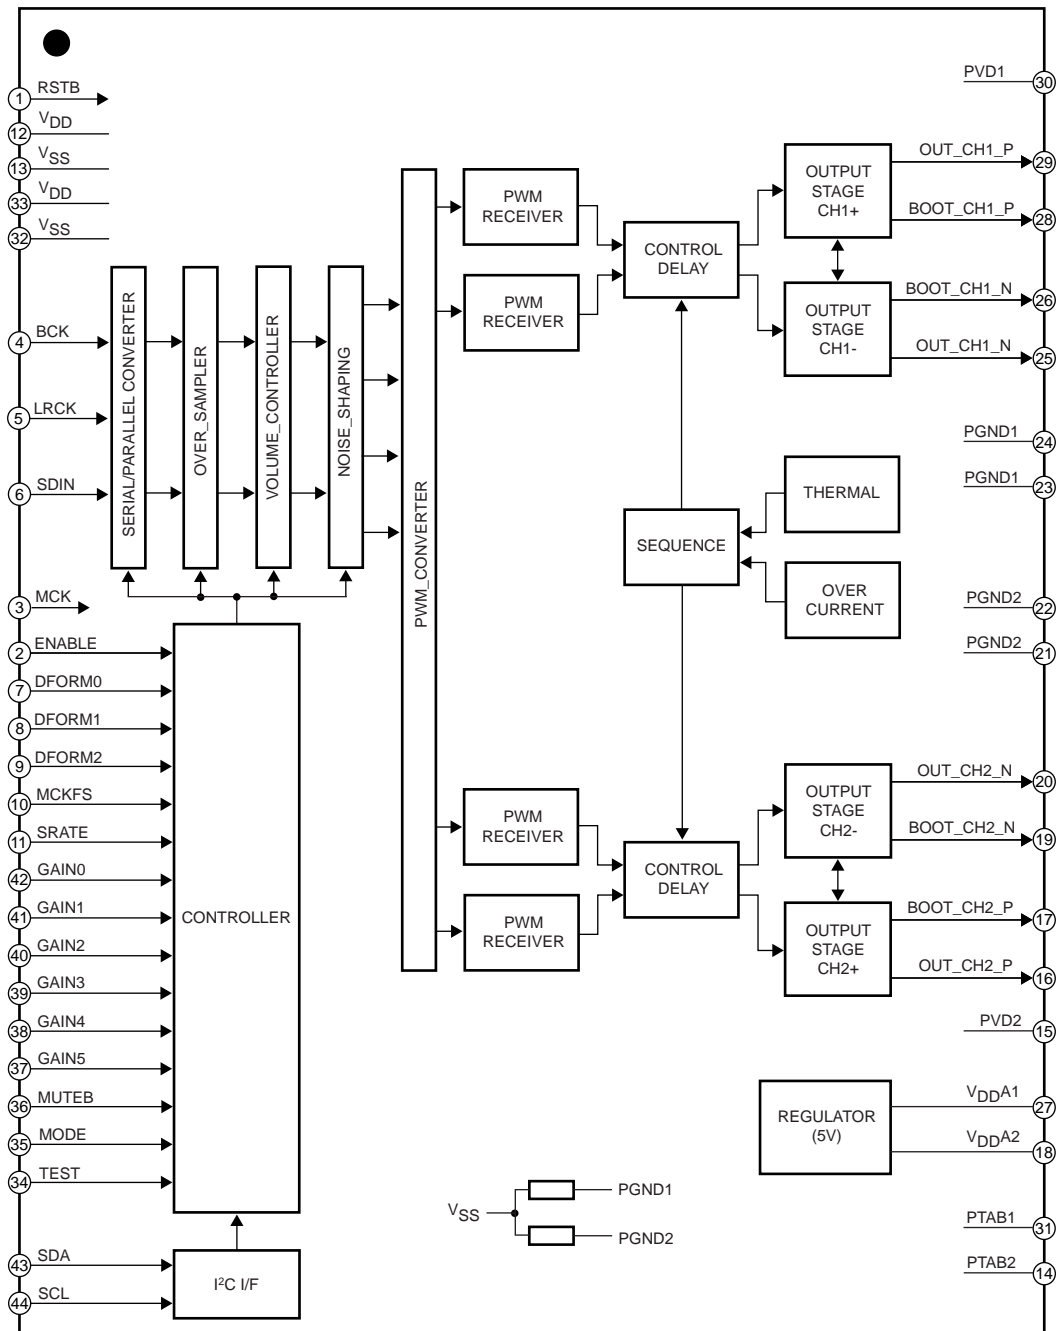 1 RSTB
12 VDD
13 VSS
33 VDD
32 VSS
4 BCK
5 LRCK
6 SDIN
3 MCK
2 ENABLE
7 DFORM0
8 DFORM1
9 DFORM2
10 MCKFS
11 SRATE
42 GAIN0
41 GAIN1
40 GAIN2
39 GAIN3
38 GAIN4
37 GAIN5
36 MUTEB
35 MODE
34 TEST
43 SDA
44 SCL
SERIAL/PARALLEL CONVERTER
OVER_SAMPLER
VOLUME_CONTROLLER
NOISE_SHAPING
CONTROLLER
I²C I/F
PWM_CONVERTER
PWM
RECEIVER
PWM
RECEIVER
PWM
RECEIVER
PWM
RECEIVER
CONTROL
DELAY
SEQUENCE
CONTROL
DELAY
OUTPUT
STAGE
CH1+
OUTPUT
STAGE
CH1-
THERMAL
OVER
CURRENT
OUTPUT
STAGE
CH2-
OUTPUT
STAGE
CH2+
REGULATOR
(5V)
VSS
PGND1
PGND2
PVD1 30
OUT_CH1_P 29
BOOT_CH1_P 28
BOOT_CH1_N 26
OUT_CH1_N 25
PGND1 24
PGND1 23
PGND2 22
PGND2 21
OUT_CH2_N 20
BOOT_CH2_N 19
BOOT_CH2_P 17
OUT_CH2_P 16
PVD2 15
VDDA1 27
VDDA2 18
PTAB1 31
PTAB2 14